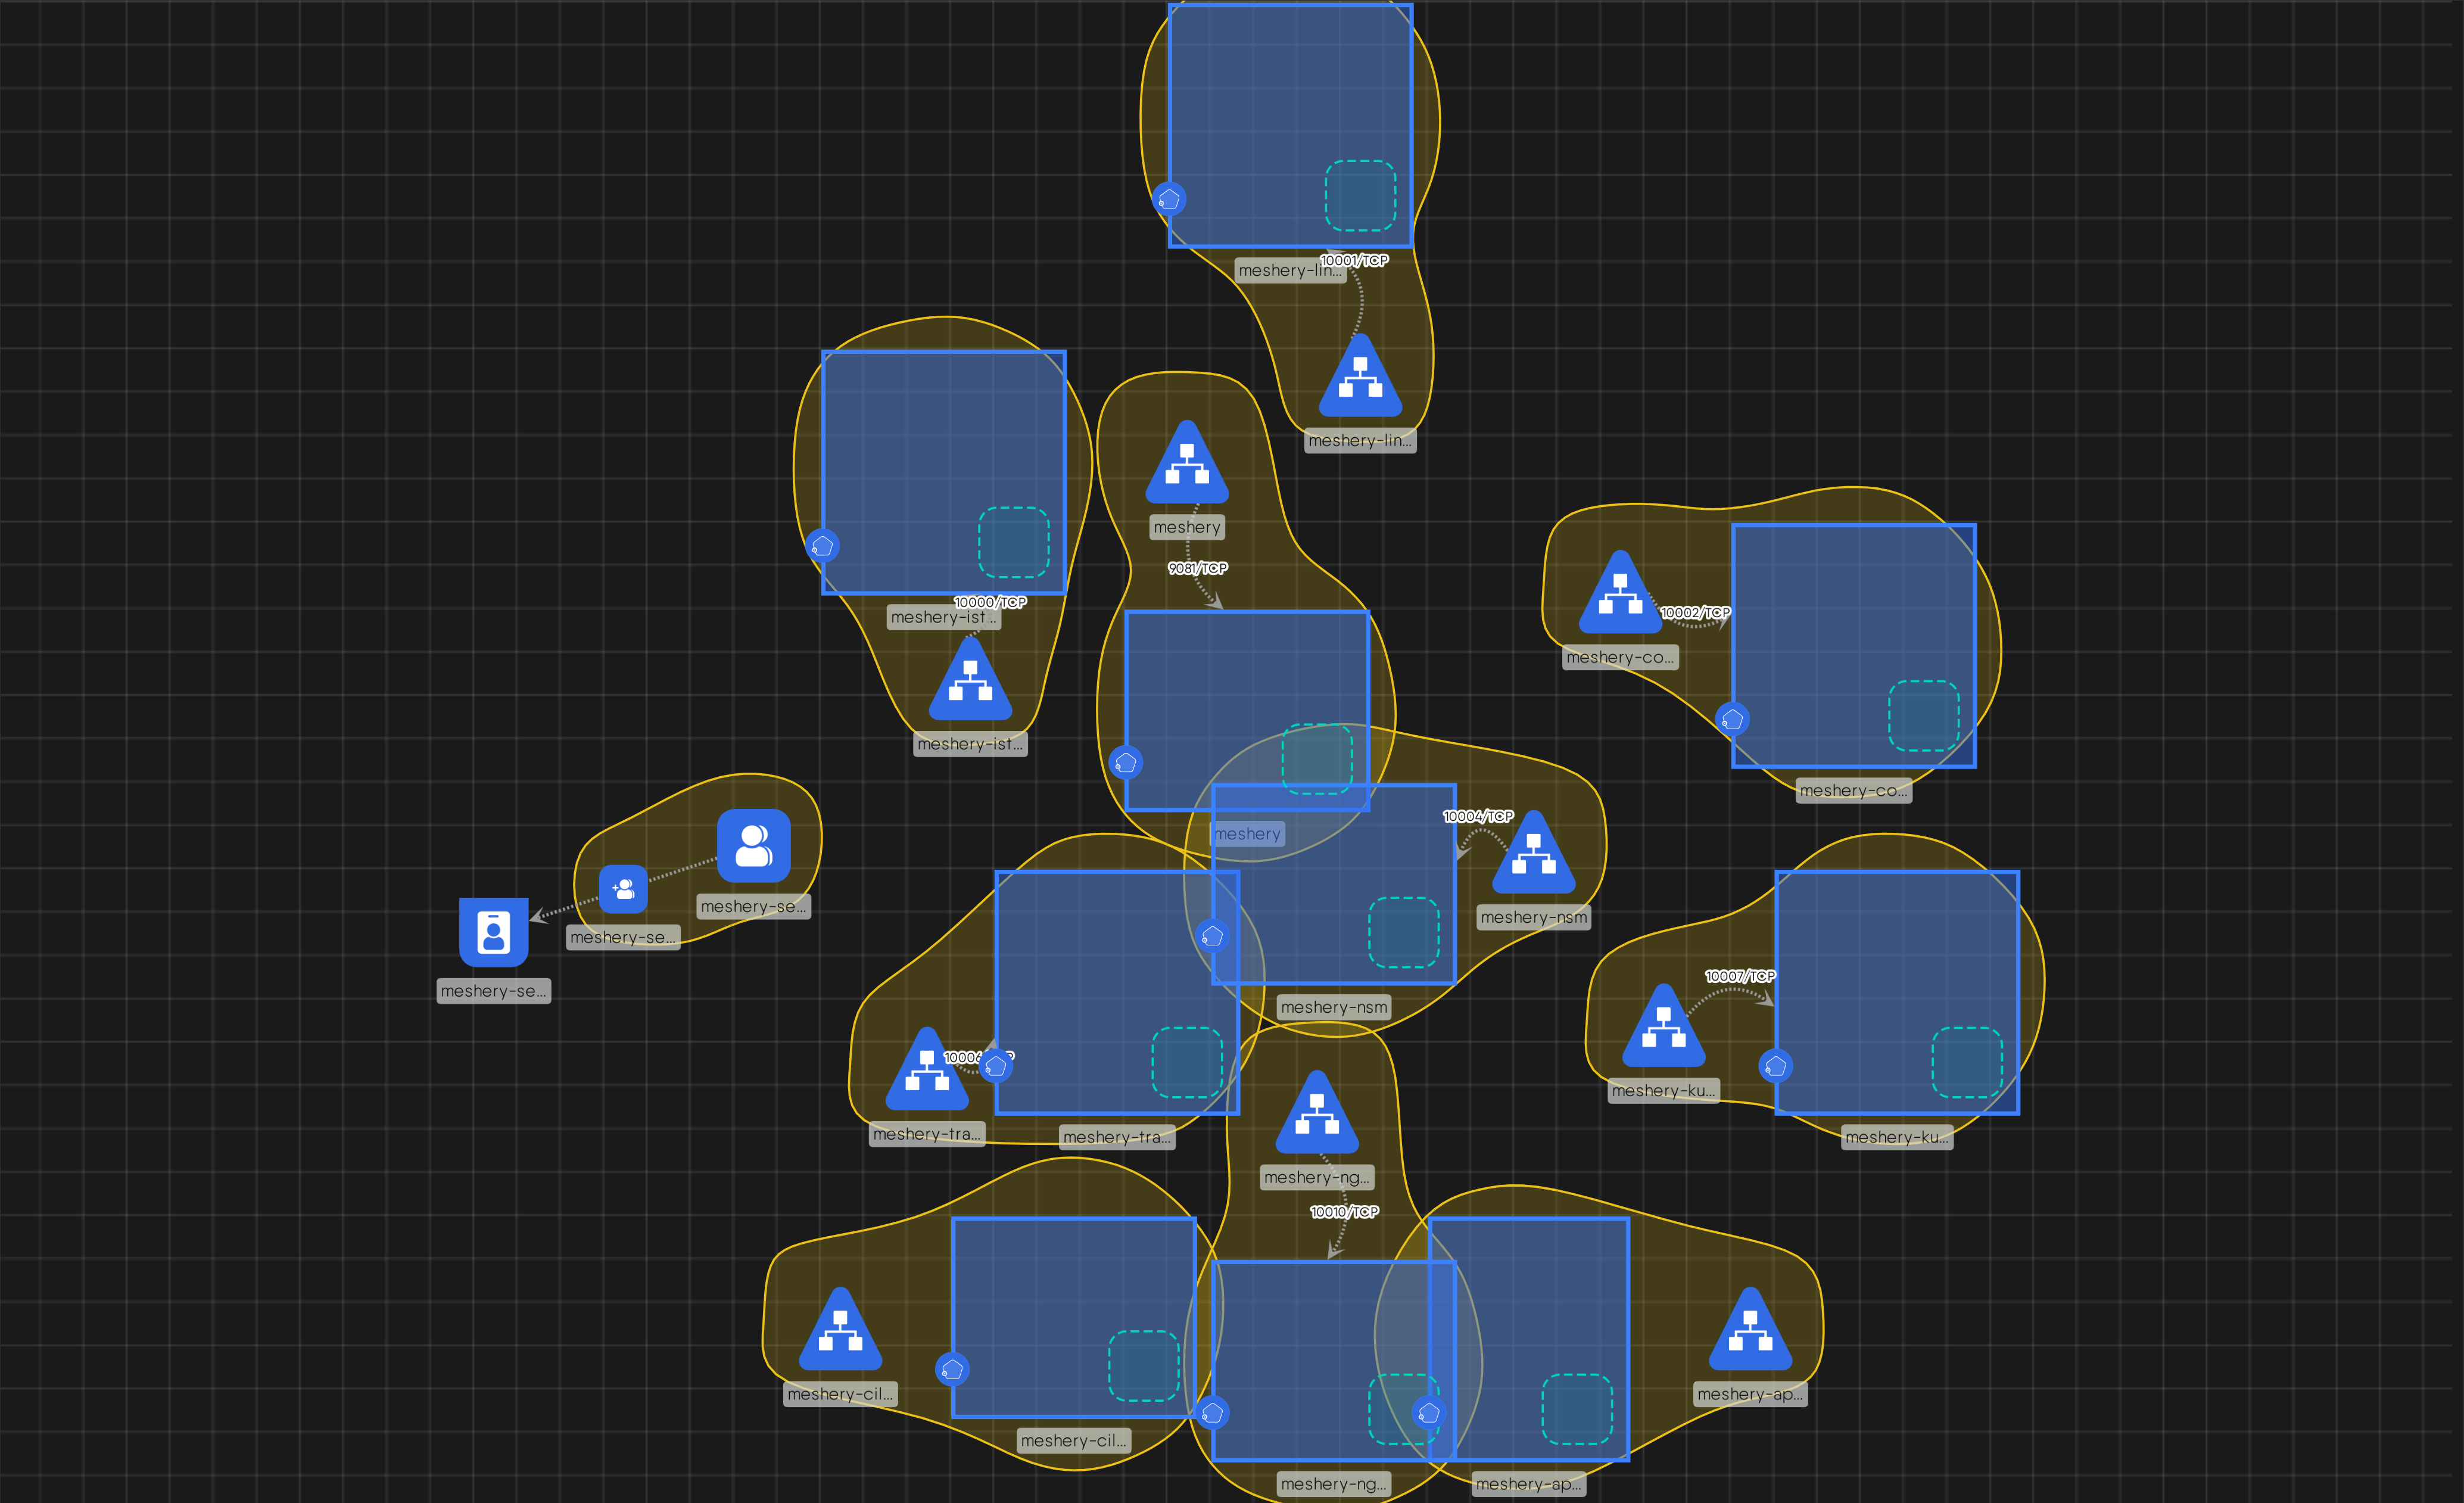 meshery-lin...
10001/TCP
meshery-lin...
meshery
9081/TCP
10000/TCP
meshery-ist...
meshery-ist...
10002/TCP
meshery-co...
meshery-co...
10004/TCP
meshery
meshery-se...
meshery-nsm
meshery-se...
meshery-se...
10007/TCP
meshery-nsm
meshery-ku...
meshery-tra...
meshery-tra...
meshery-ku...
meshery-ng...
10010/TCP
meshery-cil...
meshery-ap...
meshery-cil...
meshery-ng...
meshery-ap...